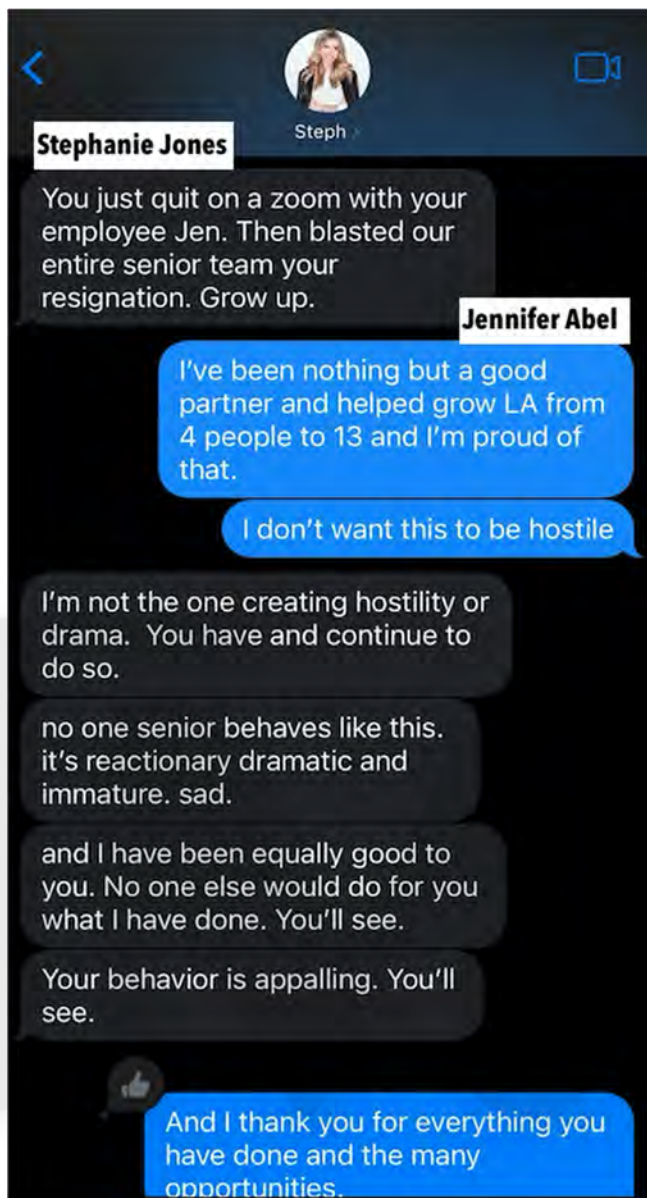 Steph
Stephanie Jones
You just quit on a zoom with your
employee Jen. Then blasted our
entire senior team your
resignation. Grow up.
Jennifer Abel
I've been nothing but a good
partner and helped grow LA from
4 people to 13 and I'm proud of
that.
I don't want this to be hostile
I'm not the one creating hostility or
drama.  You have and continue to
do so.
no one senior behaves like this.
it's reactionary dramatic and
immature. sad.
and I have been equally good to
you. No one else would do for you
what I have done. You'll see.
Your behavior is appalling. You'll
see.
And I thank you for everything you
have done and the many
opportunities.